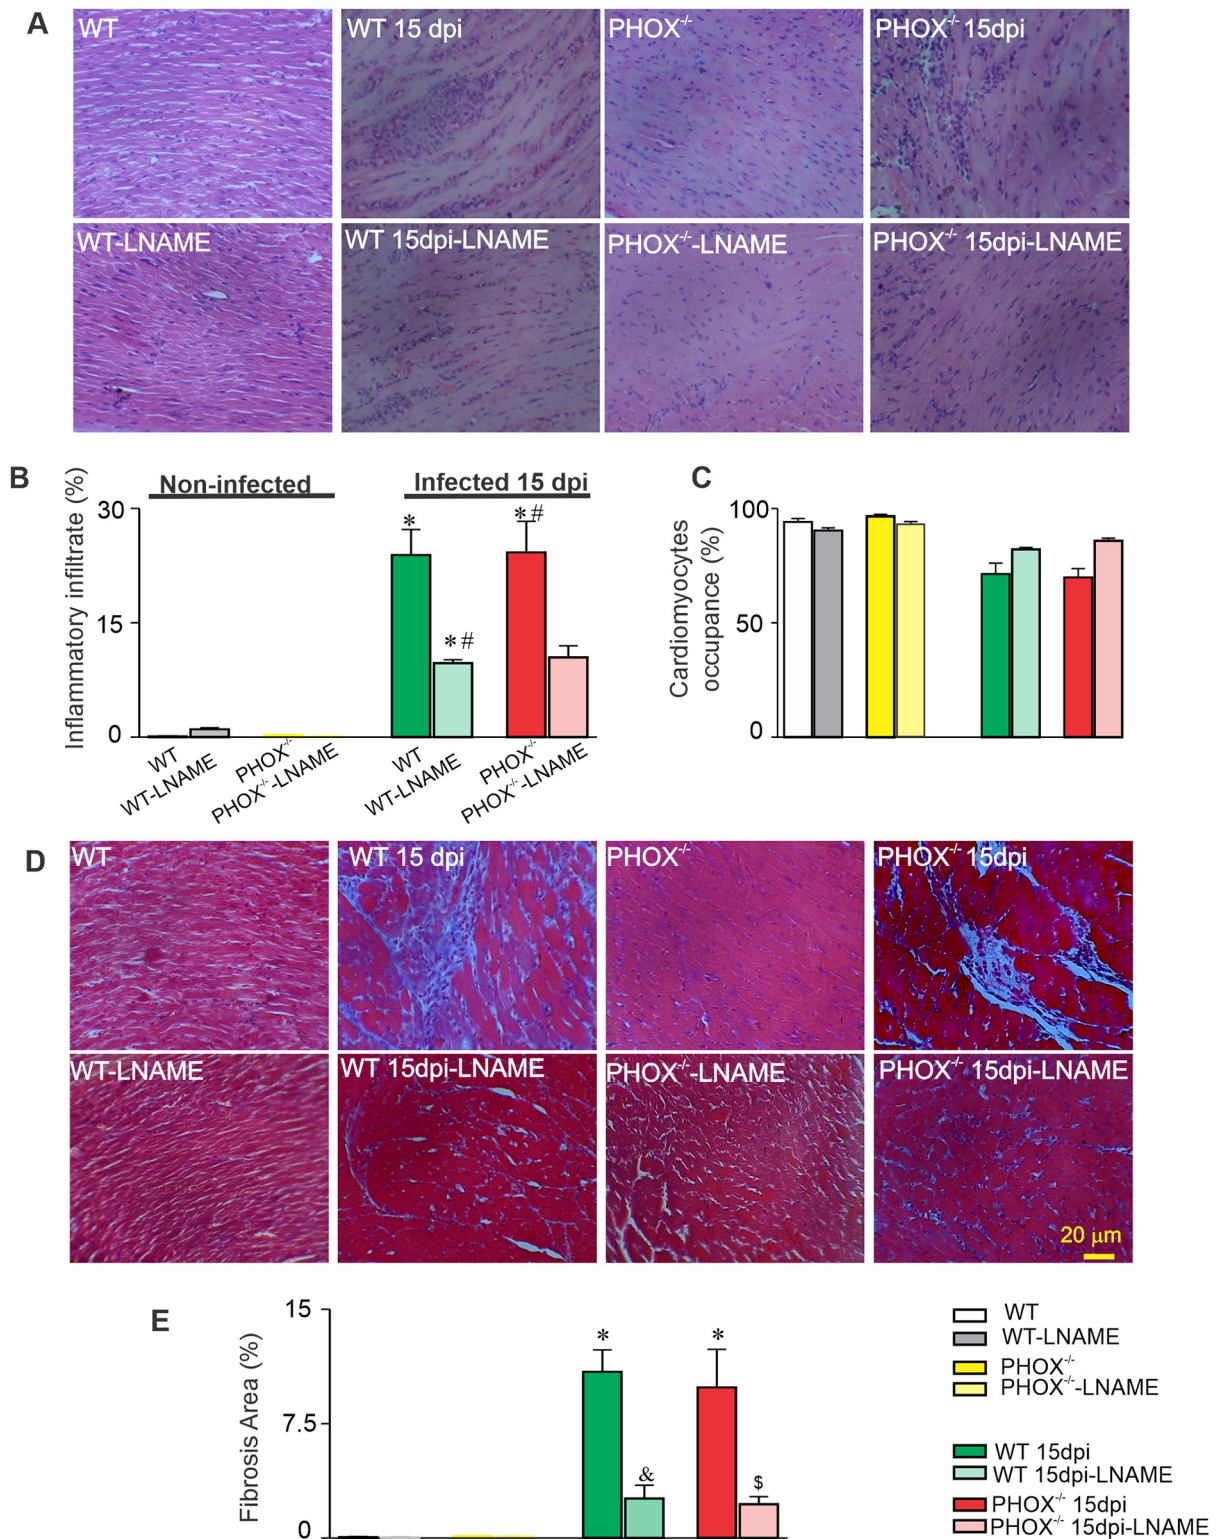 A
WT
WT 15 dpi
PHOX-/-
PHOX-/- 15dpi
WT-LNAME
WT 15dpi-LNAME
PHOX-/--LNAME
PHOX-/- 15dpi-LNAME
B
Non-infected
Infected 15 dpi
Inflammatory infiltrate (%)
30
15
0
*
*#
*#
WT
WT-LNAME
PHOX-/-
PHOX-/--LNAME
WT
WT-LNAME
PHOX-/-
PHOX-/--LNAME
C
Cardiomyocytes
occupance (%)
100
50
0
D
WT
WT 15 dpi
PHOX-/-
PHOX-/- 15dpi
WT-LNAME
WT 15dpi-LNAME
PHOX-/--LNAME
PHOX-/- 15dpi-LNAME
20 µm
E
Fibrosis Area (%)
15
7.5
0
*
&
*
$
WT
WT-LNAME
PHOX-/-
PHOX-/--LNAME
WT 15dpi
WT 15dpi-LNAME
PHOX-/- 15dpi
PHOX-/- 15dpi-LNAME